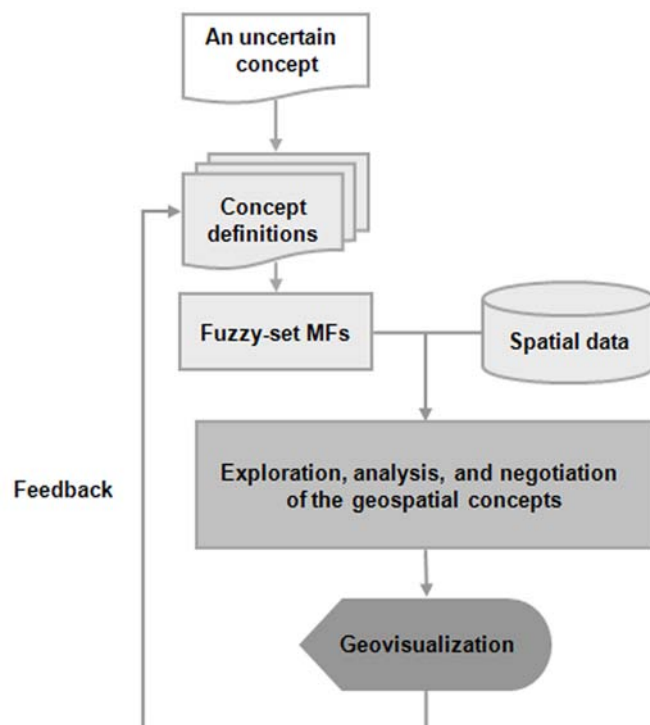 An uncertain
concept
Concept
definitions
Fuzzy-set MFs
Spatial data
Exploration, analysis, and negotiation
of the geospatial concepts
Feedback
Geovisualization